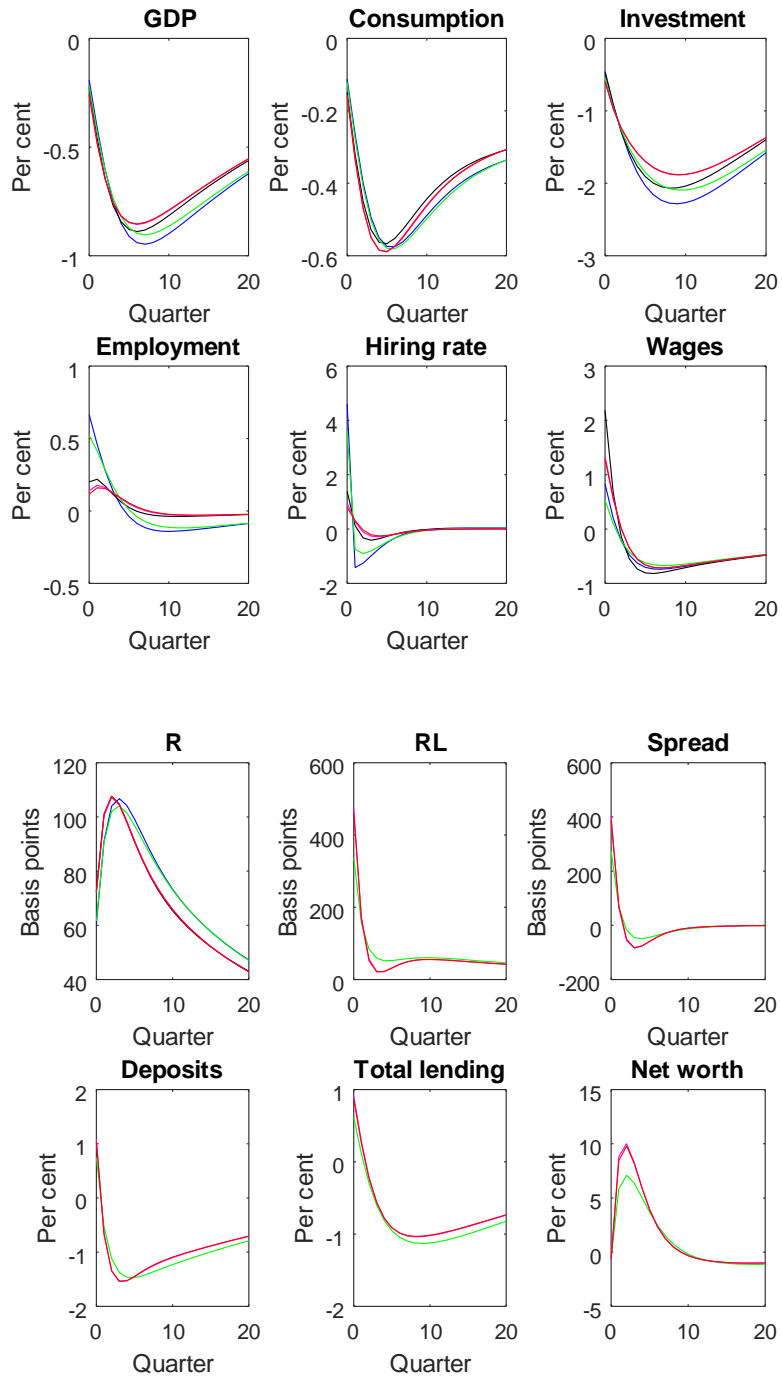 GDP
Per cent
0
-0.5
-1
0 10 20
Quarter
Consumption
Per cent
0
-0.2
-0.4
-0.6
0 10 20
Quarter
Investment
Per cent
0
-1
-2
-3
0 10 20
Quarter
Employment
Per cent
1
0.5
0
-0.5
0 10 20
Quarter
Hiring rate
Per cent
6
4
2
0
-2
0 10 20
Quarter
Wages
Per cent
3
2
1
0
-1
0 10 20
Quarter
R
Basis points
120
100
80
60
40
0 10 20
Quarter
RL
Basis points
600
400
200
0
0 10 20
Quarter
Spread
Basis points
600
400
200
0
-200
0 10 20
Quarter
Deposits
Per cent
2
1
0
-1
-2
0 10 20
Quarter
Total lending
Per cent
1
0
-1
-2
0 10 20
Quarter
Net worth
Per cent
15
10
5
0
-5
0 10 20
Quarter